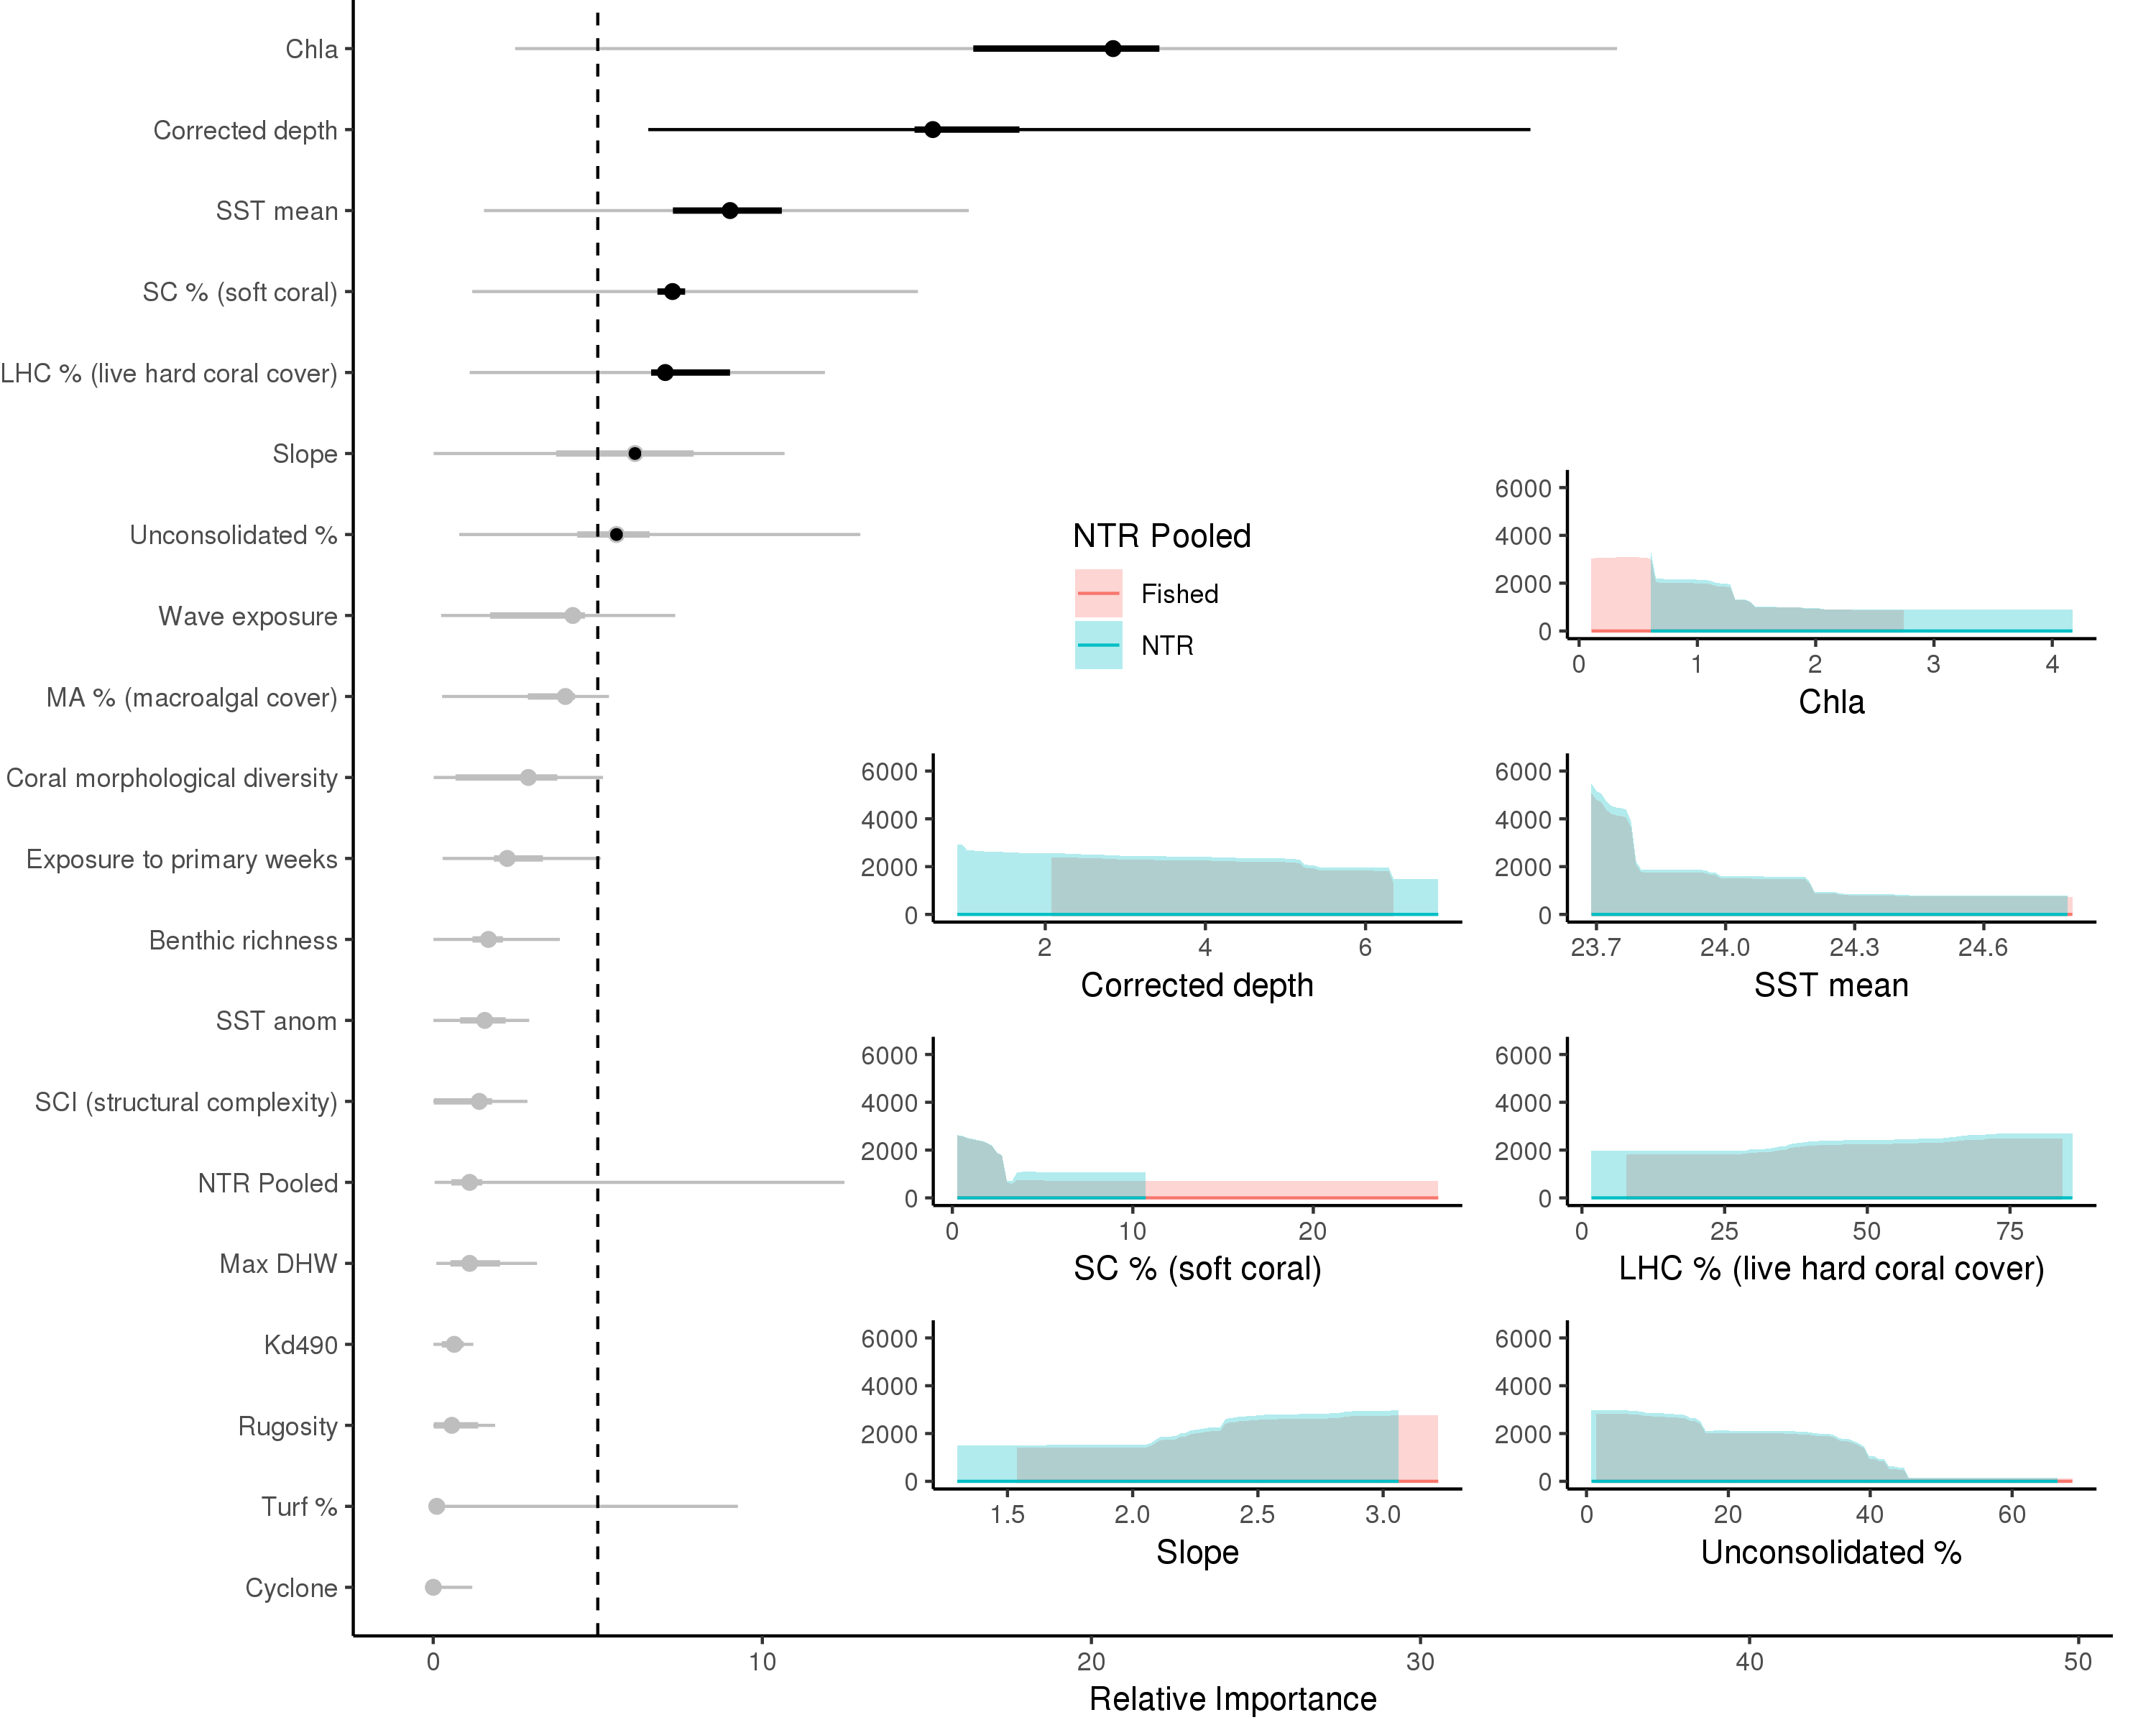 Chla
Corrected depth
SST mean
SC % (soft coral)
LHC % (live hard coral cover)
Slope
Unconsolidated %
Wave exposure
MA % (macroalgal cover)
Coral morphological diversity
Exposure to primary weeks
Benthic richness
SST anom
SCI (structural complexity)
NTR Pooled
Max DHW
Kd490
Rugosity
Turf %
Cyclone
0 10 20 30 40 50
Relative Importance
NTR Pooled
Fished
NTR
6000
4000
2000
0
0 1 2 3 4
Chla
6000
4000
2000
0
2 4 6
Corrected depth
6000
4000
2000
0
23.7 24.0 24.3 24.6
SST mean
6000
4000
2000
0
0 10 20
SC % (soft coral)
6000
4000
2000
0
0 25 50 75
LHC % (live hard coral cover)
6000
4000
2000
0
1.5 2.0 2.5 3.0
Slope
6000
4000
2000
0
0 20 40 60
Unconsolidated %